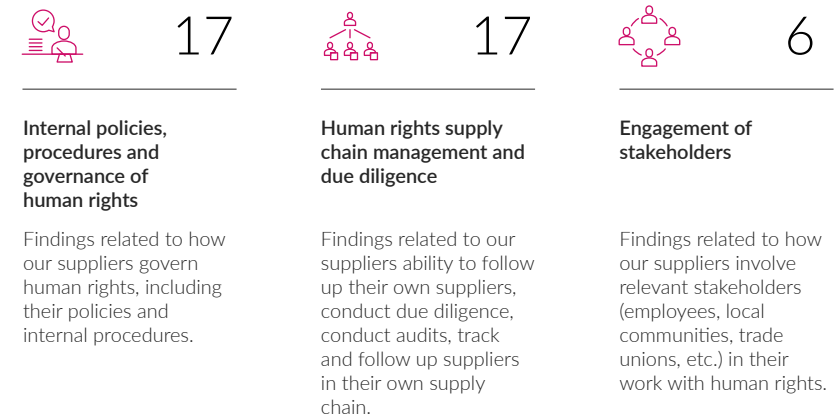 17
Internal policies,
procedures and
governance of
human rights
Findings related to how
our suppliers govern
human rights, including
their policies and
internal procedures.
17
Human rights supply
chain management and
due diligence
Findings related to our
suppliers ability to follow
up their own suppliers,
conduct due diligence,
conduct audits, track
and follow up suppliers
in their own supply
chain.
6
Engagement of
stakeholders
Findings related to how
our suppliers involve
relevant stakeholders
(employees, local
communities, trade
unions, etc.) in their
work with human rights.